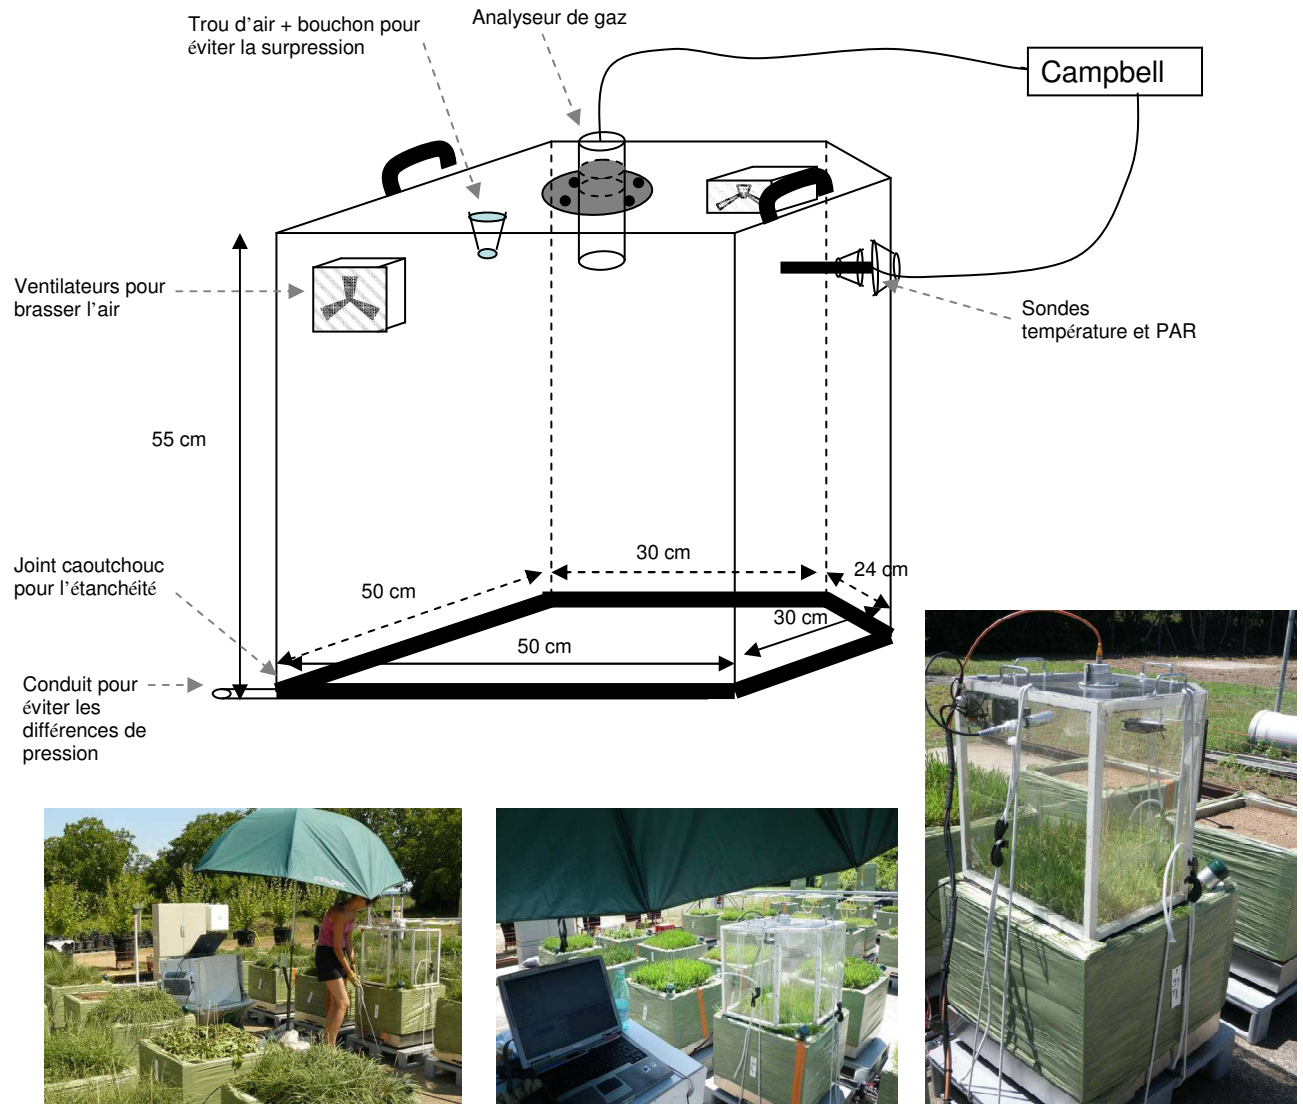 Trou d'air + bouchon pour
éviter la surpression
Analyseur de gaz
Campbell
Ventilateurs pour
brasser l'air
Sondes
température et PAR
55 cm
Joint caoutchouc
pour l'étanchéité
30 cm
24 cm
50 cm
30 cm
50 cm
Conduit pour
éviter les
différences de
pression